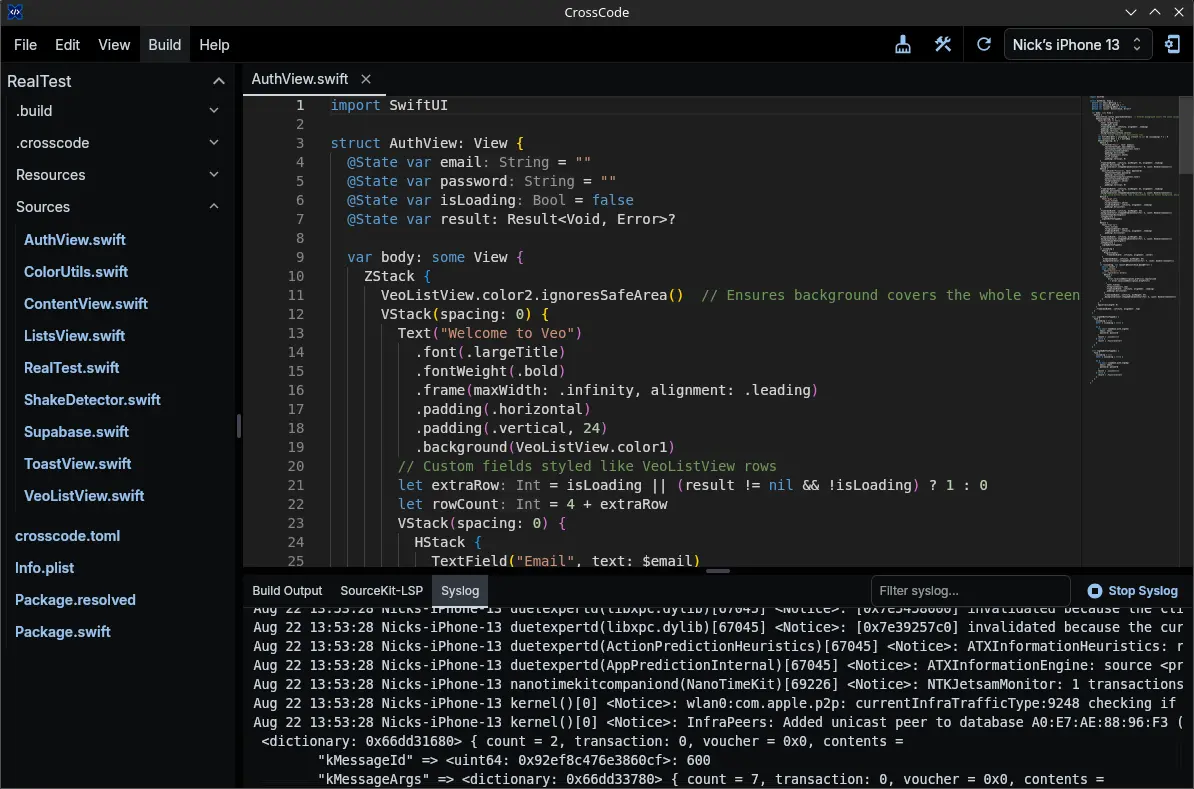 CrossCode
File Edit View Build Help
Nick's iPhone 13
RealTest
.build
.crosscode
Resources
Sources
AuthView.swift
ColorUtils.swift
ContentView.swift
ListsView.swift
RealTest.swift
ShakeDetector.swift
Supabase.swift
ToastView.swift
VeoListView.swift
crosscode.toml
Info.plist
Package.resolved
Package.swift
AuthView.swift
1 import SwiftUI
2
3 struct AuthView: View {
4 @State var email: String = ""
5 @State var password: String = ""
6 @State var isLoading: Bool = false
7 @State var result: Result<Void, Error>?
8
9 var body: some View {
10 ZStack {
11 VeoListView.color2.ignoresSafeArea() // Ensures background covers the whole screen
12 VStack(spacing: 0) {
13 Text("Welcome to Veo")
14 .font(.largeTitle)
15 .fontWeight(.bold)
16 .frame(maxWidth: .infinity, alignment: .leading)
17 .padding(.horizontal)
18 .padding(.vertical, 24)
19 .background(VeoListView.color1)
20 // Custom fields styled like VeoListView rows
21 let extraRow: Int = isLoading || (result != nil && !isLoading) ? 1 : 0
22 let rowCount: Int = 4 + extraRow
23 VStack(spacing: 0) {
24 HStack {
25 TextField("Email", text: $email)
Build Output SourceKit-LSP Syslog Filter syslog... Stop Syslog
Aug 22 13:53:28 Nicks-iPhone-13 duetexpertd(libxpc.dylib)[67045] <Notice>: invalidated because the cli
Aug 22 13:53:28 Nicks-iPhone-13 duetexpertd(libxpc.dylib)[67045] <Notice>: [0x7e39257c0] invalidated because the cur
Aug 22 13:53:28 Nicks-iPhone-13 duetexpertd(ActionPredictionHeuristics)[67045] <Notice>: ATXInformationHeuristics: r
Aug 22 13:53:28 Nicks-iPhone-13 duetexpertd(AppPredictionInternal)[67045] <Notice>: ATXInformationEngine: source <pr
Aug 22 13:53:28 Nicks-iPhone-13 nanotimekitcompaniond(NanoTimeKit)[69226] <Notice>: NTKJetsamMonitor: 1 transactions
Aug 22 13:53:28 Nicks-iPhone-13 kernel()[0] <Notice>: wlan0:com.apple.p2p: currentInfraTrafficType:9248 checking if
Aug 22 13:53:28 Nicks-iPhone-13 kernel()[0] <Notice>: InfraPeers: Added unicast peer to database A0:E7:AE:88:96:F3 (
<dictionary: 0x66dd31680> { count = 2, transaction: 0, voucher = 0x0, contents =
"kMessageId" => <uint64: 0x92ef8c476e3860cf>: 600
"kMessageArgs" => <dictionary: 0x66dd33780> { count = 7, transaction: 0, voucher = 0x0, contents =